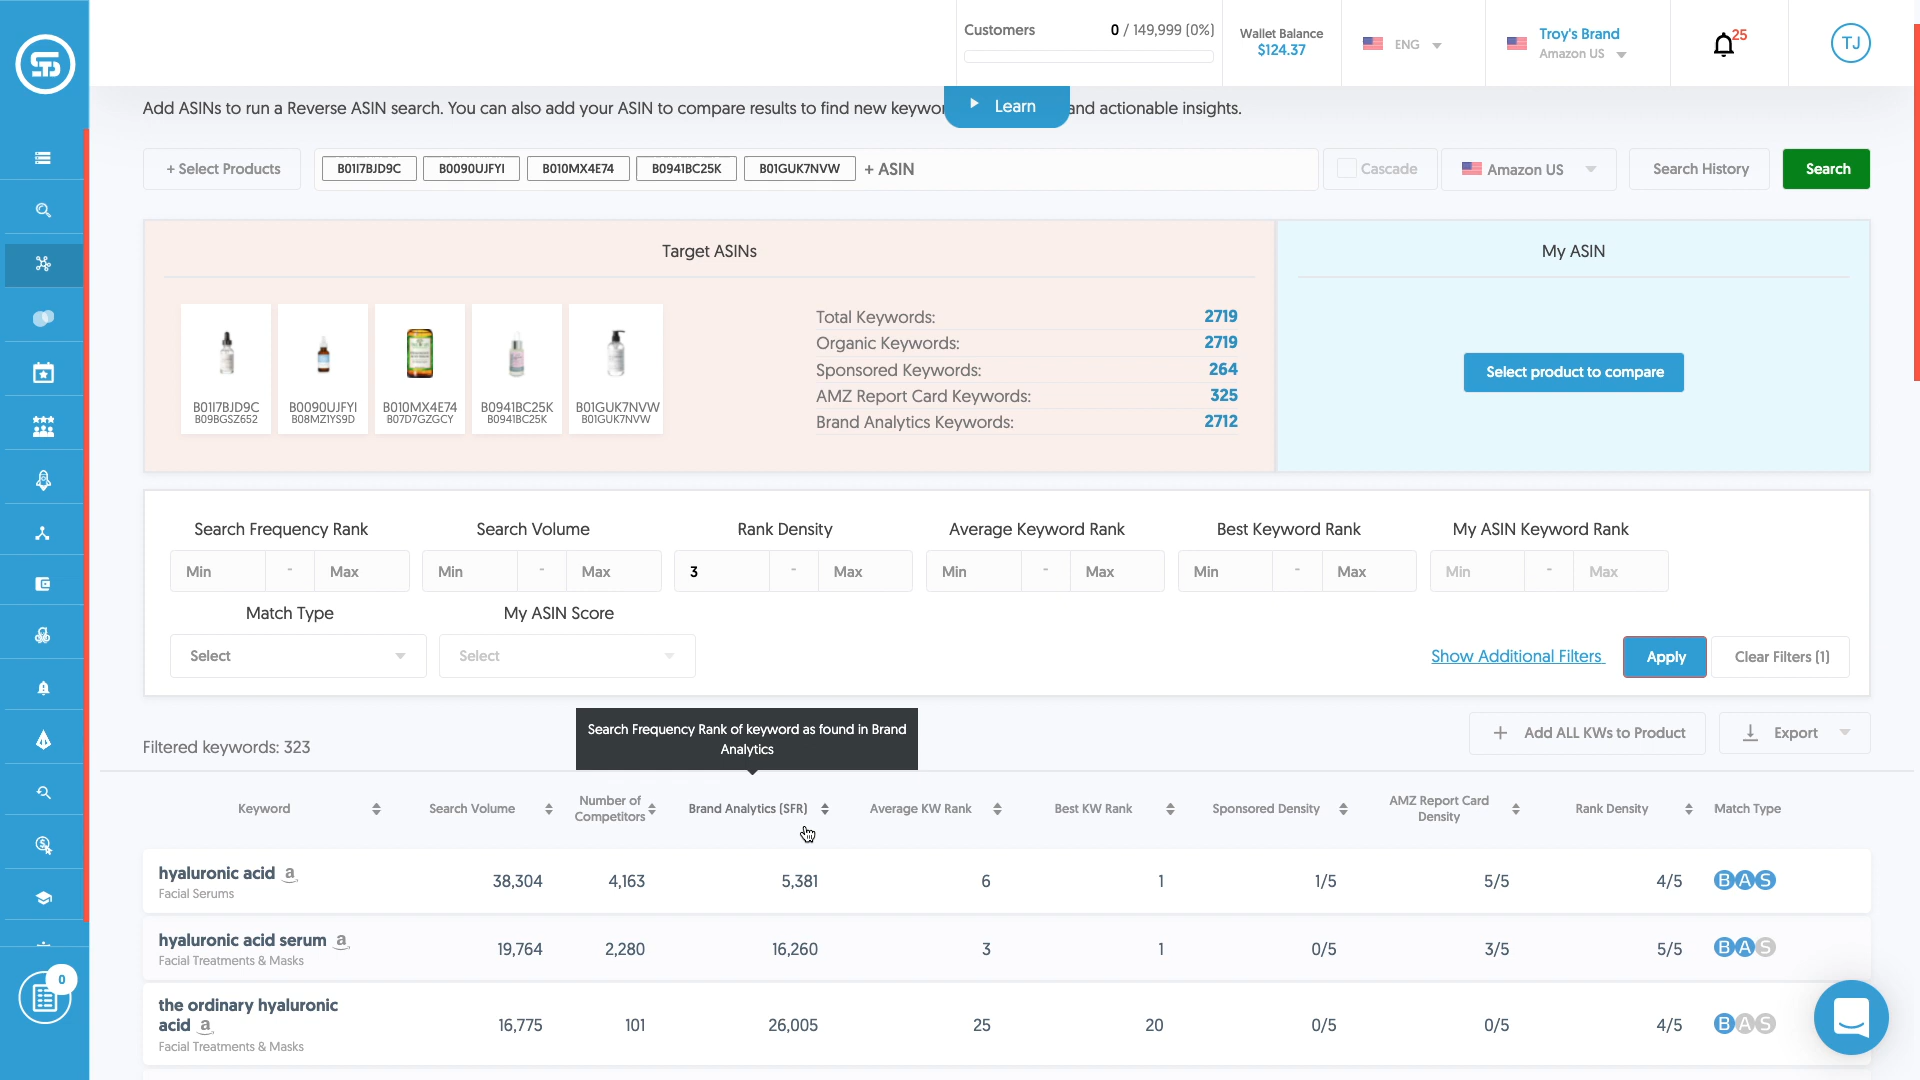 Customers
0 / 149,999 (0%)
Wallet Balance
$124.37
ENG
Troy's Brand
Amazon US
25
TJ
Add ASINs to run a Reverse ASIN search. You can also add your ASIN to compare results to find new keywor
Learn
and actionable insights.
+ Select Products
B01I7BJD9C
B0090UJFYI
B010MX4E74
B0941BC25K
B01GUK7NVW
+ ASIN
Cascade
Amazon US
Search History
Search
Target ASINs
My ASIN
B01I7BJD9C
B09BGSZ652
B0090UJFYI
B08MZ1YS9D
B010MX4E74
B07D7GZGCY
B0941BC25K
B0941BC25K
B01GUK7NVW
B01GUK7NVW
Total Keywords: 2719
Organic Keywords: 2719
Sponsored Keywords: 264
AMZ Report Card Keywords: 325
Brand Analytics Keywords: 2712
Select product to compare
Search Frequency Rank
Search Volume
Rank Density
Average Keyword Rank
Best Keyword Rank
My ASIN Keyword Rank
Min - Max
Min - Max
3 - Max
Min - Max
Min - Max
Min - Max
Match Type
My ASIN Score
Select
Select
Show Additional Filters
Apply
Clear Filters (1)
Search Frequency Rank of keyword as found in Brand
Analytics
Filtered keywords: 323
+ Add ALL KWs to Product
Export
Keyword
Search Volume
Number of
Competitors
Brand Analytics (SFR)
Average KW Rank
Best KW Rank
Sponsored Density
AMZ Report Card
Density
Rank Density
Match Type
hyaluronic acid a
Facial Serums
38,304 4,163 5,381 6 1 1/5 5/5 4/5 B A S
hyaluronic acid serum a
Facial Treatments & Masks
19,764 2,280 16,260 3 1 0/5 3/5 5/5 B A S
the ordinary hyaluronic
acid a
Facial Treatments & Masks
16,775 101 26,005 25 20 0/5 0/5 4/5 B A S
0